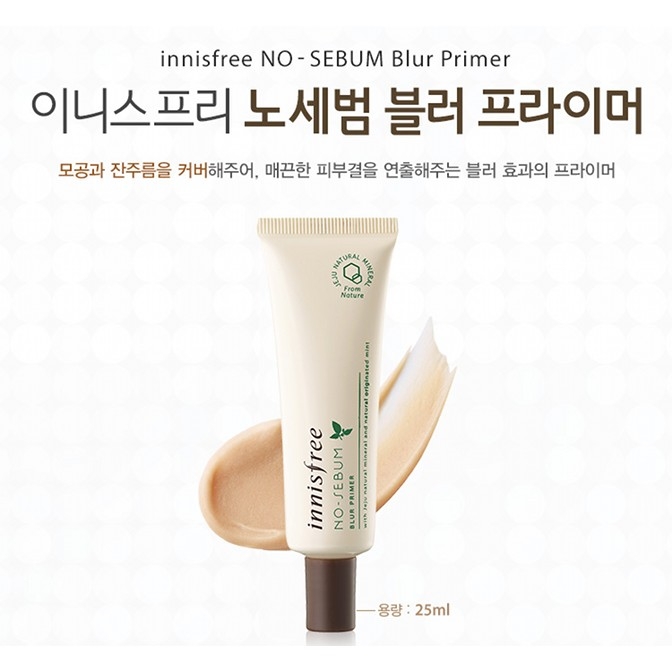 innisfree NO-SEBUM Blur Primer
이니스프리 노세범 블러 프라이머
모공과 잔주름을 커버해주어, 매끈한 피부결을 연출해주는 블러 효과의 프라이머
JEJU NATURAL MINERAL
From
Nature
innisfree
NO-SEBUM
BLUR PRIMER
with Jeju natural mineral and natural originated mint
용량 : 25ml